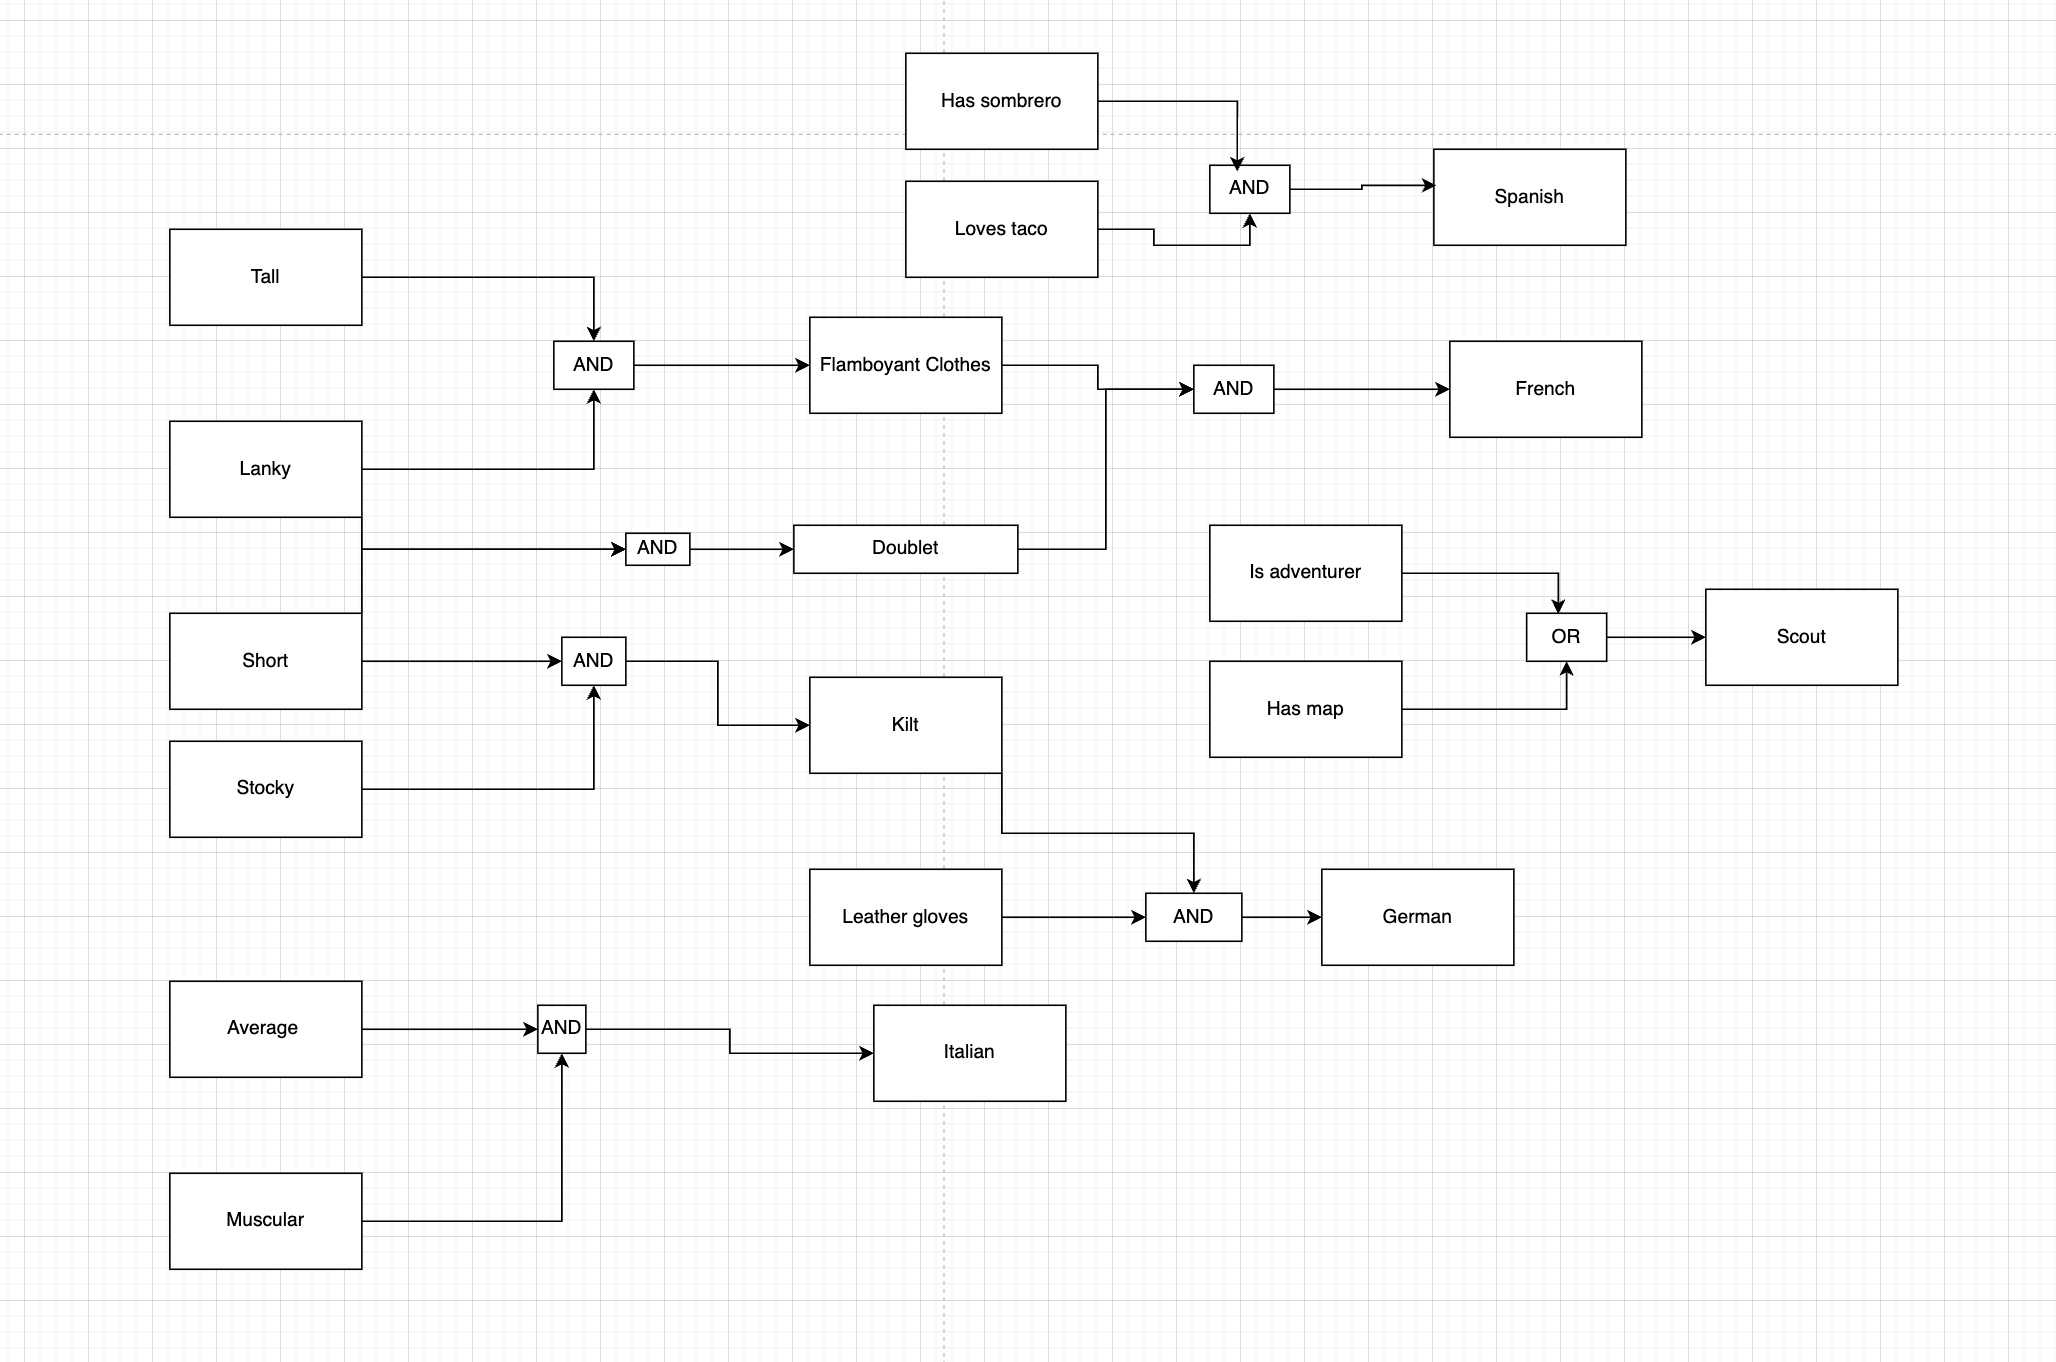 Has sombrero
AND
Loves taco
Spanish
Tall
AND
Flamboyant Clothes
AND
French
Lanky
AND
Doublet
Is adventurer
OR
Scout
Short
AND
Has map
Kilt
Stocky
Leather gloves
AND
German
Average
AND
Italian
Muscular